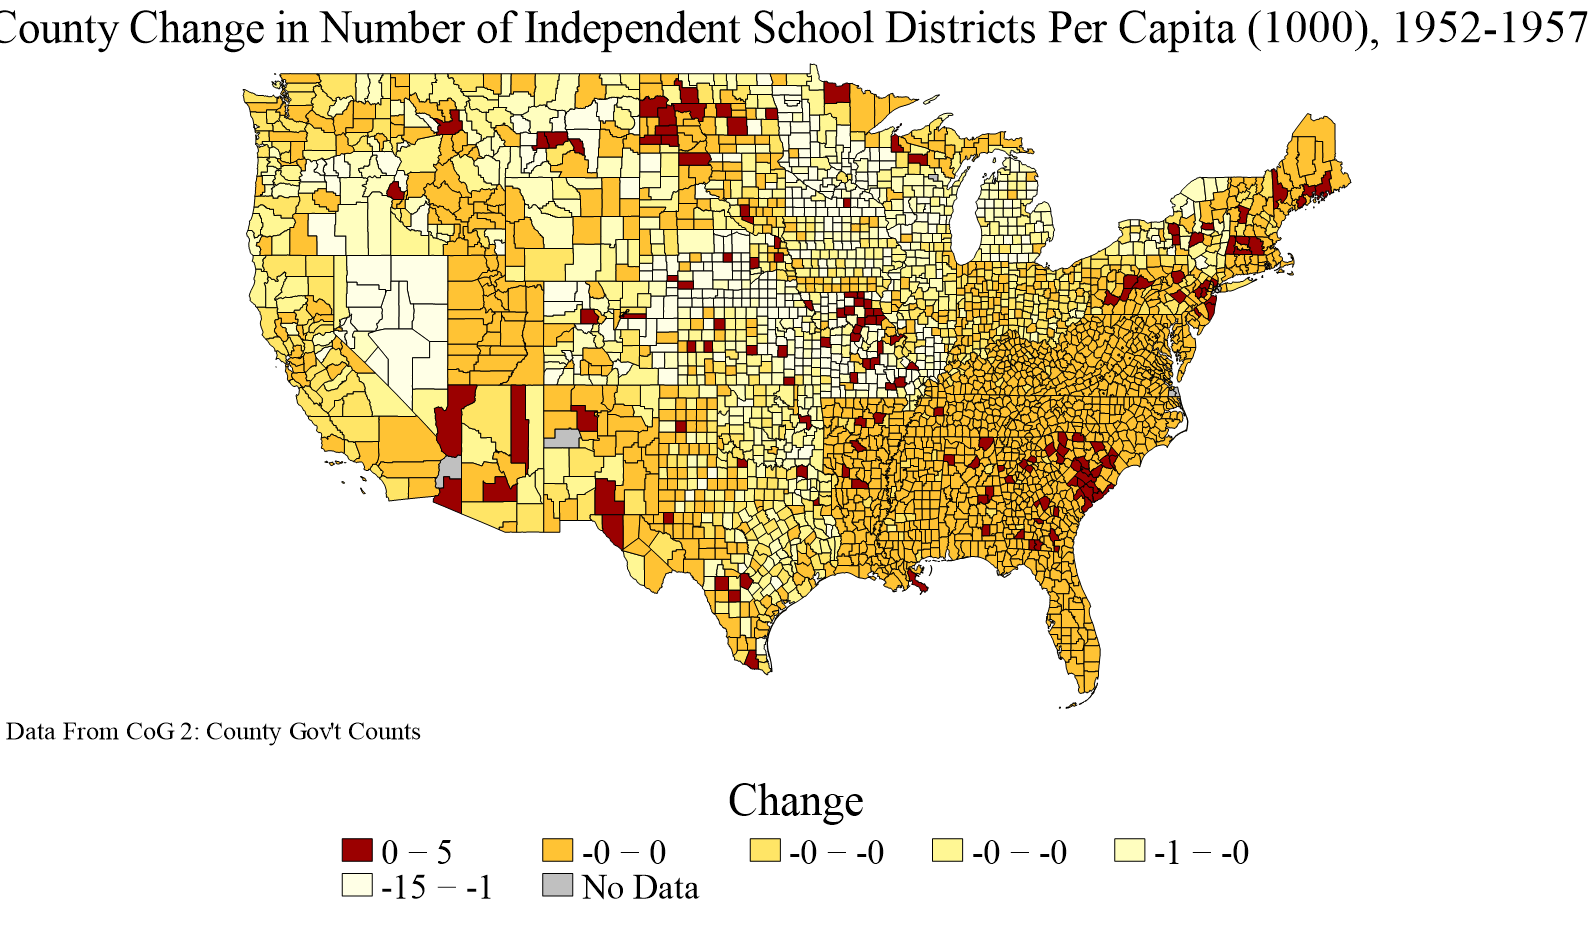 County Change in Number of Independent School Districts Per Capita (1000), 1952-1957
Data From CoG 2: County Gov't Counts
Change
0 − 5
-0 − 0
-0 − -0
-0 − -0
-1 − -0
-15 − -1
No Data